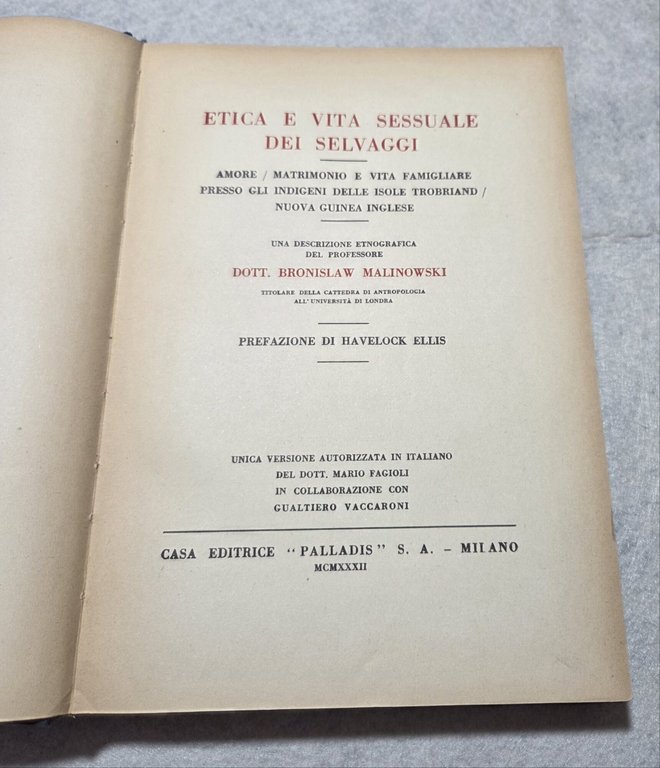 ETICA E VITA SESSUALE
DEI SELVAGGI
AMORE / MATRIMONIO E VITA FAMIGLIARE
PRESSO GLI INDIGENI DELLE ISOLE TROBRIAND /
NUOVA GUINEA INGLESE
UNA DESCRIZIONE ETNOGRAFICA
DEL PROFESSORE
DOTT. BRONISLAW MALINOWSKI
TITOLARE DELLA CATTEDRA DI ANTROPOLOGIA
ALL'UNIVERSITÀ DI LONDRA
PREFAZIONE DI HAVELOCK ELLIS
UNICA VERSIONE AUTORIZZATA IN ITALIANO
DEL DOTT. MARIO FAGIOLI
IN COLLABORAZIONE CON
GUALTIERO VACCARONI
CASA EDITRICE "PALLADIS" S. A. – MILANO
MCMXXXII